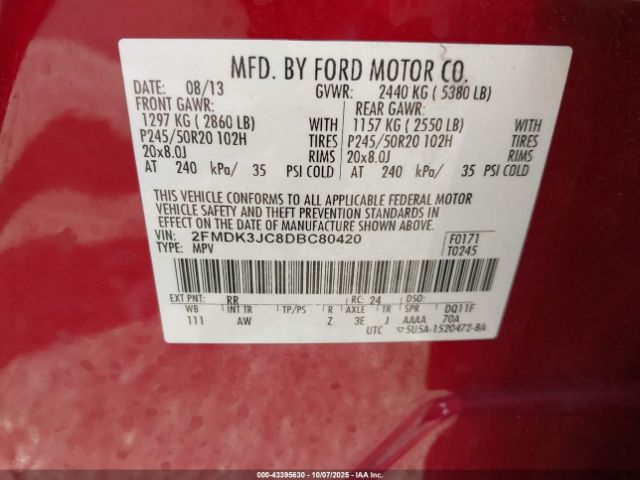 MFD. BY FORD MOTOR CO.
DATE: 08/13 GVWR: 2440 KG ( 5380 LB)
FRONT GAWR: REAR GAWR:
1297 KG ( 2860 LB) WITH 1157 KG ( 2550 LB) WITH
P245/50R20 102H TIRES P245/50R20 102H TIRES
20x8.0J RIMS 20x8.0J RIMS
AT 240 kPa/ 35 PSI COLD AT 240 kPa/ 35 PSI COLD
THIS VEHICLE CONFORMS TO ALL APPLICABLE FEDERAL MOTOR
VEHICLE SAFETY AND THEFT PREVENTION STANDARDS IN
EFFECT ON THE DATE OF MANUFACTURE SHOWN ABOVE.
VIN: 2FMDK3JC8DBC80420 F0171
TYPE: MPV T0245
EXT PNT: RR RC: 24 DSO:
WB INT TR TP/PS R AXLE TR SPR DQ11F
111 AW Z 3E J AAAA 70A
UTC ▽5U5A-1520472-BA
000-43395630 - 10/07/2025 - IAAI.CA